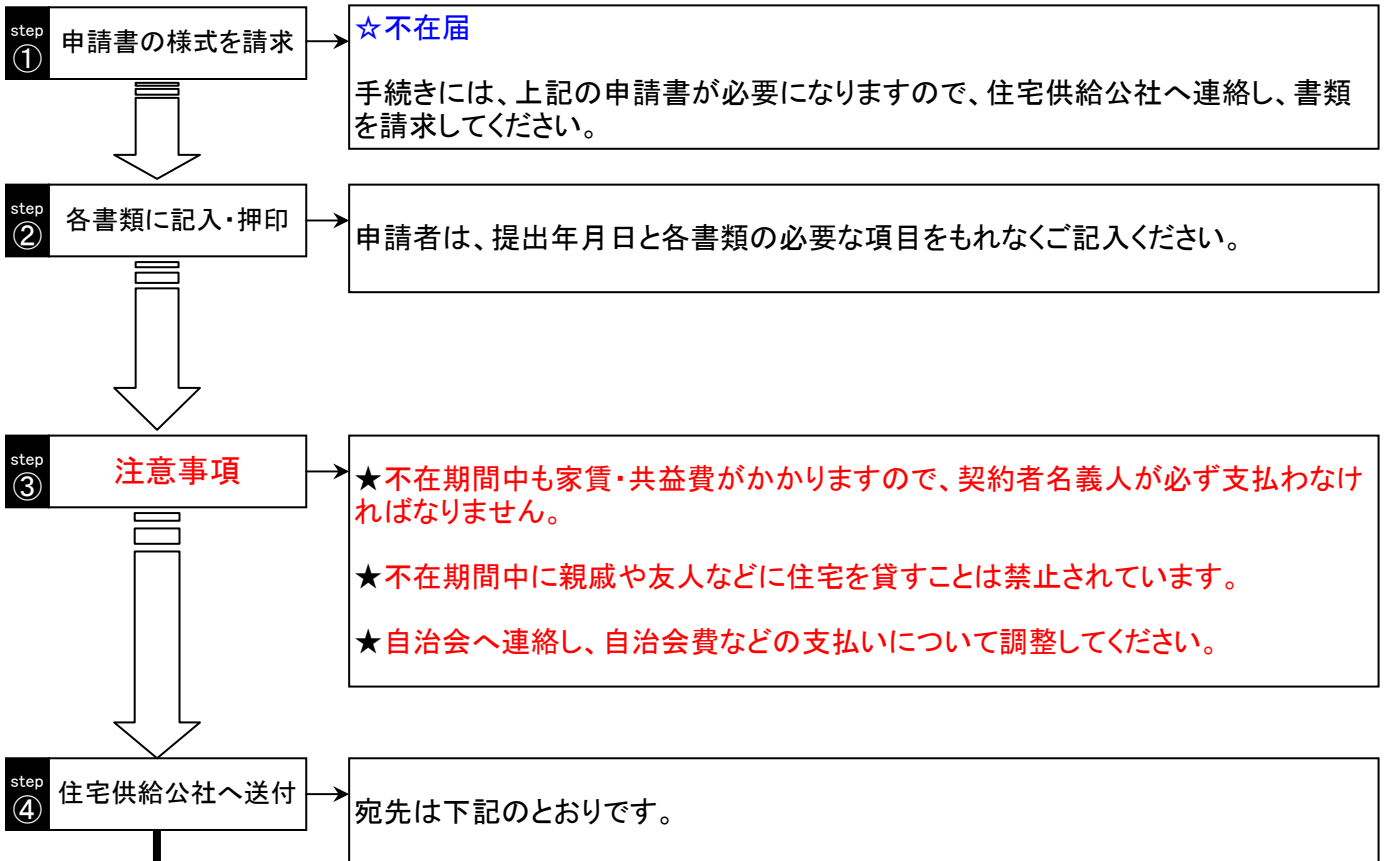 step
① 申請書の様式を請求
☆不在届
手続きには、上記の申請書が必要になりますので、住宅供給公社へ連絡し、書類
を請求してください。
step
② 各書類に記入・押印
申請者は、提出年月日と各書類の必要な項目をもれなくご記入ください。
step
③ 注意事項
★不在期間中も家賃・共益費がかかりますので、契約者名義人が必ず支払わなけ
ればなりません。
★不在期間中に親戚や友人などに住宅を貸すことは禁止されています。
★自治会へ連絡し、自治会費などの支払いについて調整してください。
step
④ 住宅供給公社へ送付
宛先は下記のとおりです。